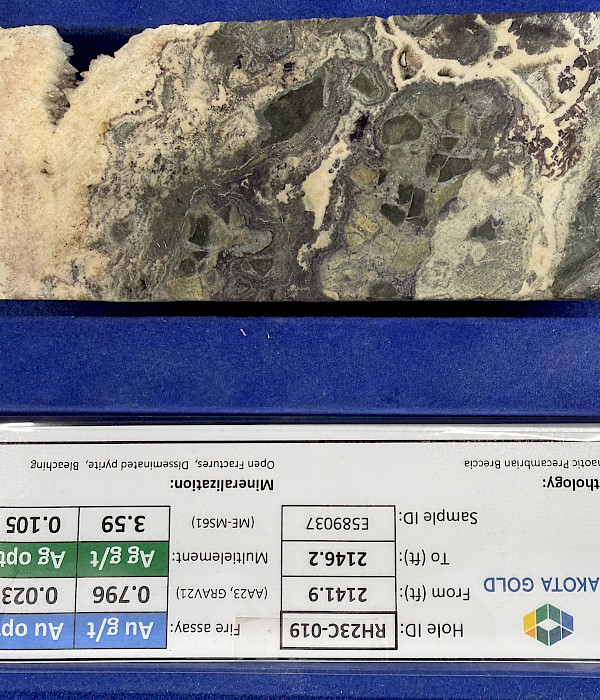 Hole ID: RH23C-019 Fire assay: Au g/t Au op
AKOTA GOLD
From (ft): 2141.9 (AA23, GRAV21) 0.796 0.023
To (ft): 2146.2 Multielement: Ag g/t Ag opt
Sample ID: E589037 (ME-MS61) 3.59 0.105
thology: Mineralization:
haotic Precambrian Breccia Open Fractures, Disseminated pyrite, Bleaching